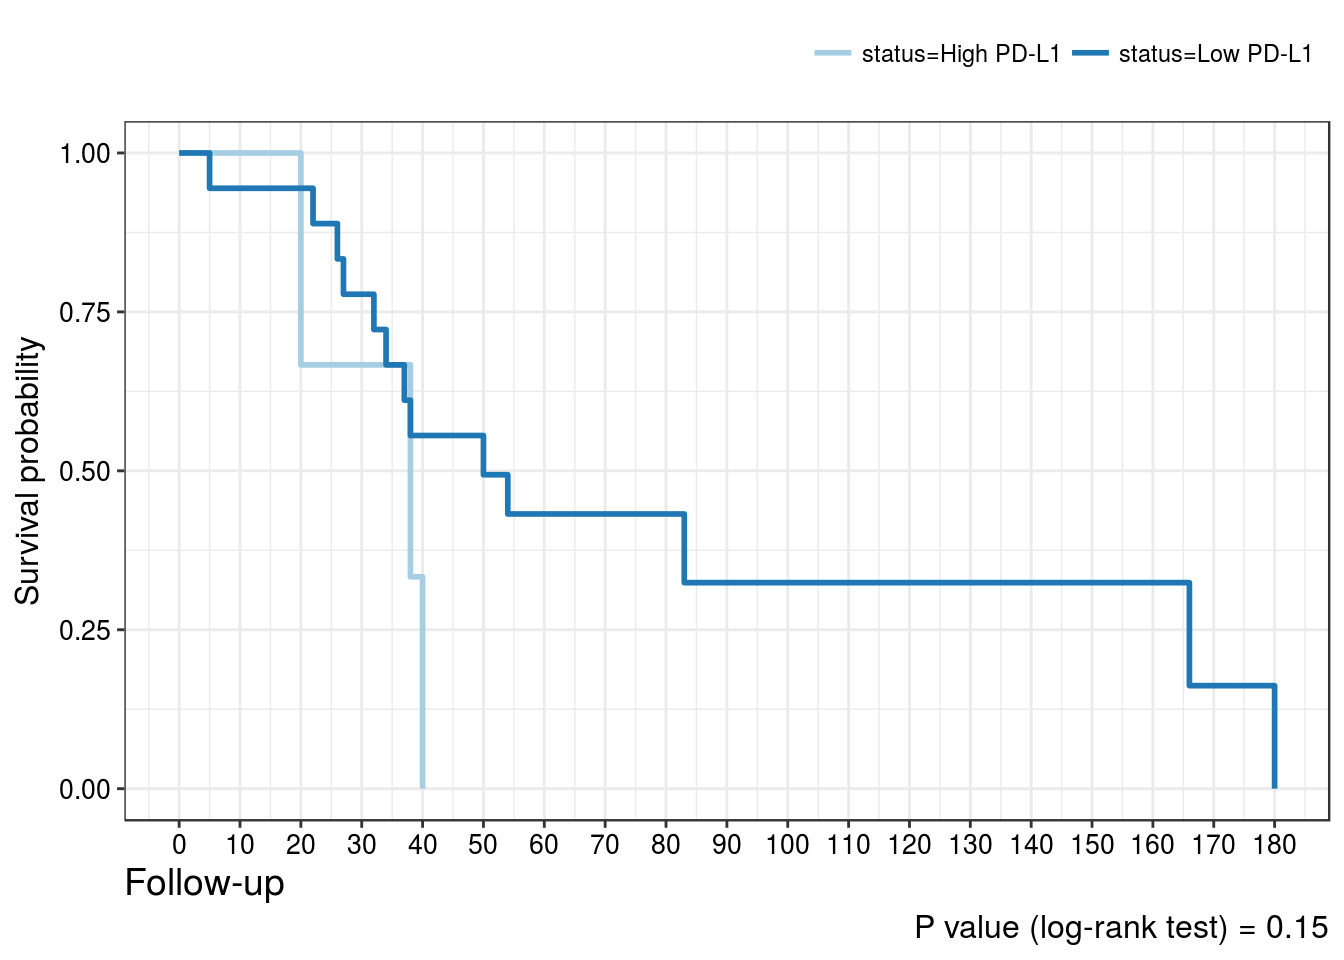 status=High PD-L1 status=Low PD-L1
1.00
0.75
0.50
0.25
0.00
Survival probability
0 10 20 30 40 50 60 70 80 90 100 110 120 130 140 150 160 170 180
Follow-up
P value (log-rank test) = 0.15